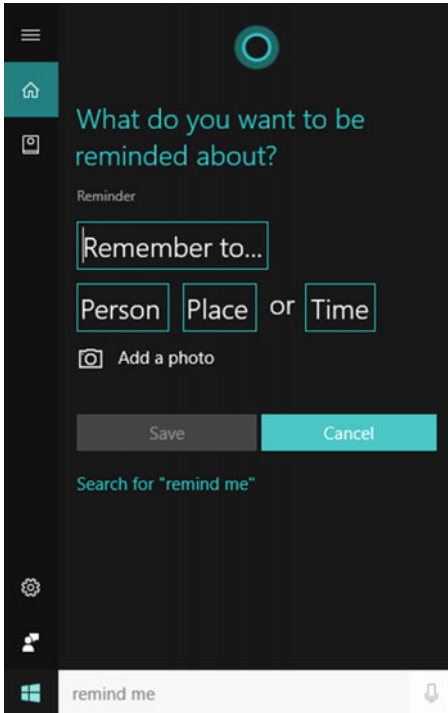 What do you want to be
reminded about?
Reminder
Remember to...
Person Place or Time
Add a photo
Save Cancel
Search for "remind me"
remind me